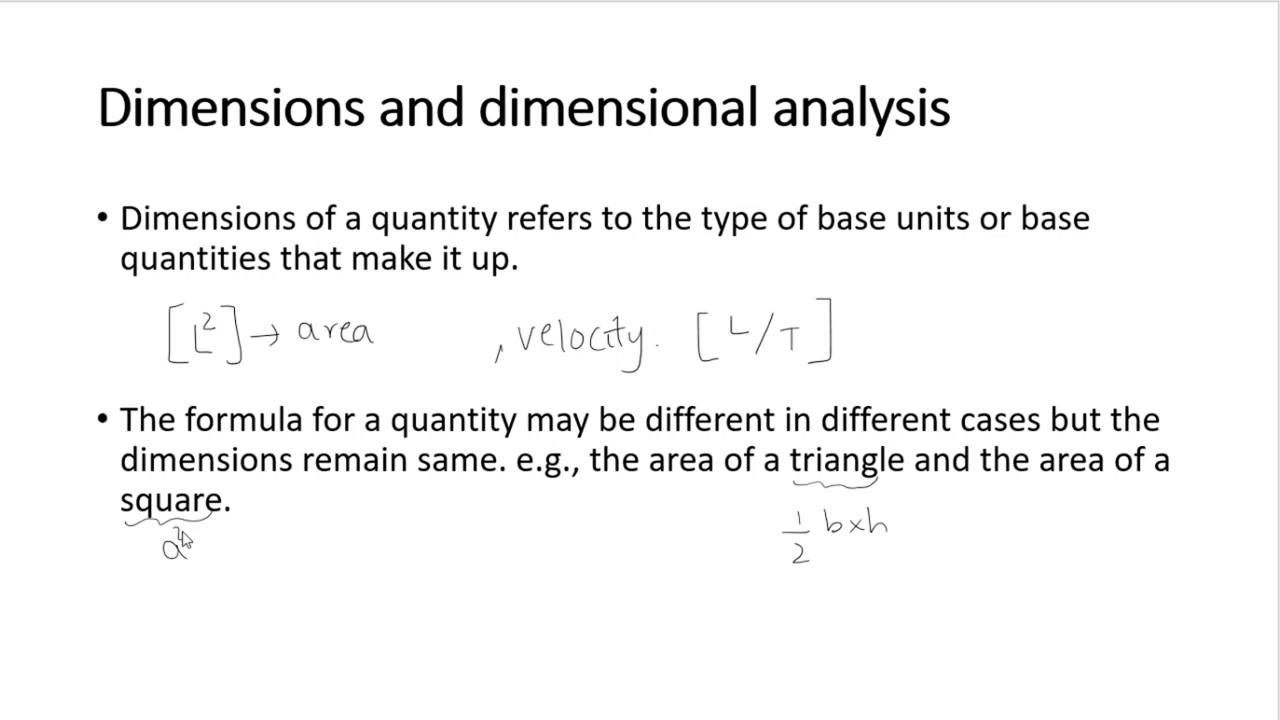 Dimensions and dimensional analysis
• Dimensions of a quantity refers to the type of base units or base
quantities that make it up.
[L²] → area , velocity: [L/T]
• The formula for a quantity may be different in different cases but the
dimensions remain same. e.g., the area of a triangle and the area of a
square.
1/2 b×h
a²